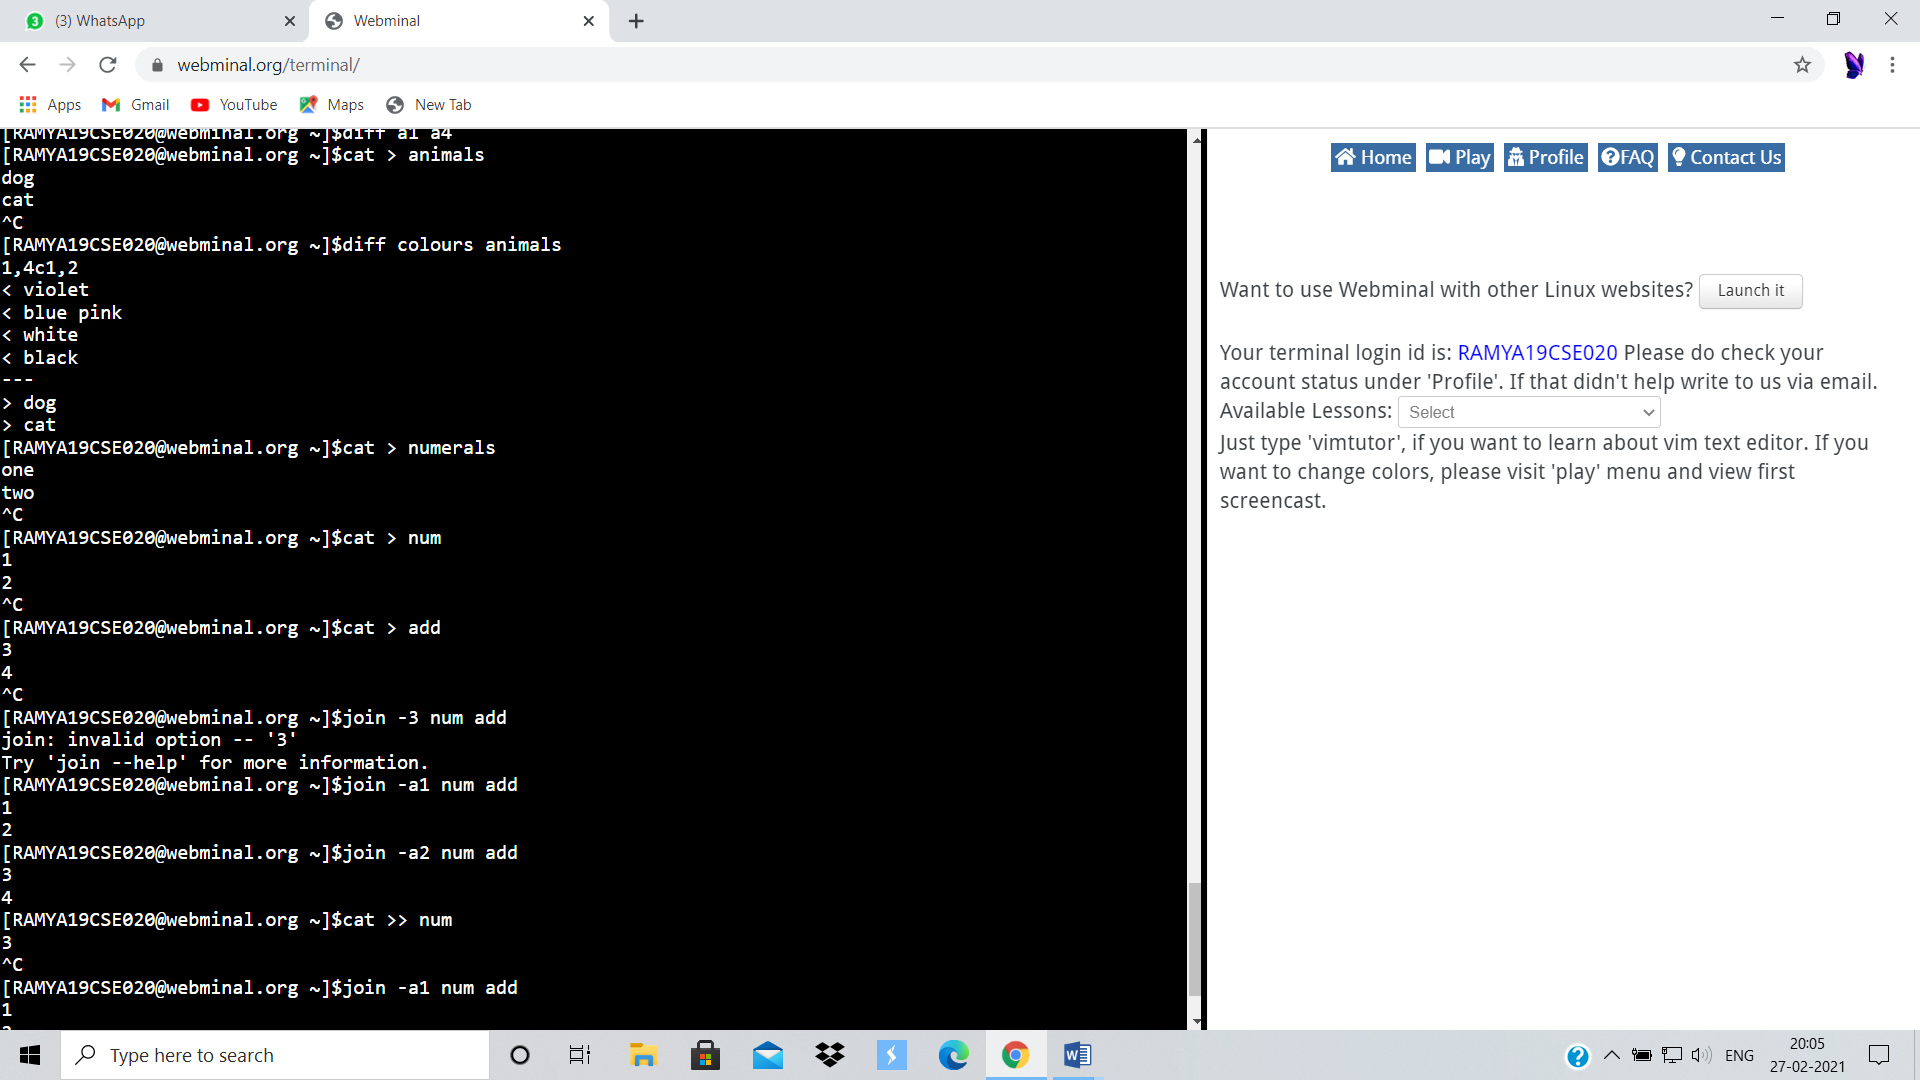 3 (3) WhatsApp
Webminal
webminal.org/terminal/
Apps Gmail YouTube Maps New Tab
[RAMYA19CSE020@webminal.org ~]$diff a1 a4
[RAMYA19CSE020@webminal.org ~]$cat > animals
dog
cat
^C
[RAMYA19CSE020@webminal.org ~]$diff colours animals
1,4c1,2
< violet
< blue pink
< white
< black
---
> dog
> cat
[RAMYA19CSE020@webminal.org ~]$cat > numerals
one
two
^C
[RAMYA19CSE020@webminal.org ~]$cat > num
1
2
^C
[RAMYA19CSE020@webminal.org ~]$cat > add
3
4
^C
[RAMYA19CSE020@webminal.org ~]$join -3 num add
join: invalid option -- '3'
Try 'join --help' for more information.
[RAMYA19CSE020@webminal.org ~]$join -a1 num add
1
2
[RAMYA19CSE020@webminal.org ~]$join -a2 num add
3
4
[RAMYA19CSE020@webminal.org ~]$cat >> num
3
^C
[RAMYA19CSE020@webminal.org ~]$join -a1 num add
1
Home Play Profile FAQ Contact Us
Want to use Webminal with other Linux websites? Launch it
Your terminal login id is: RAMYA19CSE020 Please do check your
account status under 'Profile'. If that didn't help write to us via email.
Available Lessons: Select
Just type 'vimtutor', if you want to learn about vim text editor. If you
want to change colors, please visit 'play' menu and view first
screencast.
Type here to search
W
ENG
20:05
27-02-2021